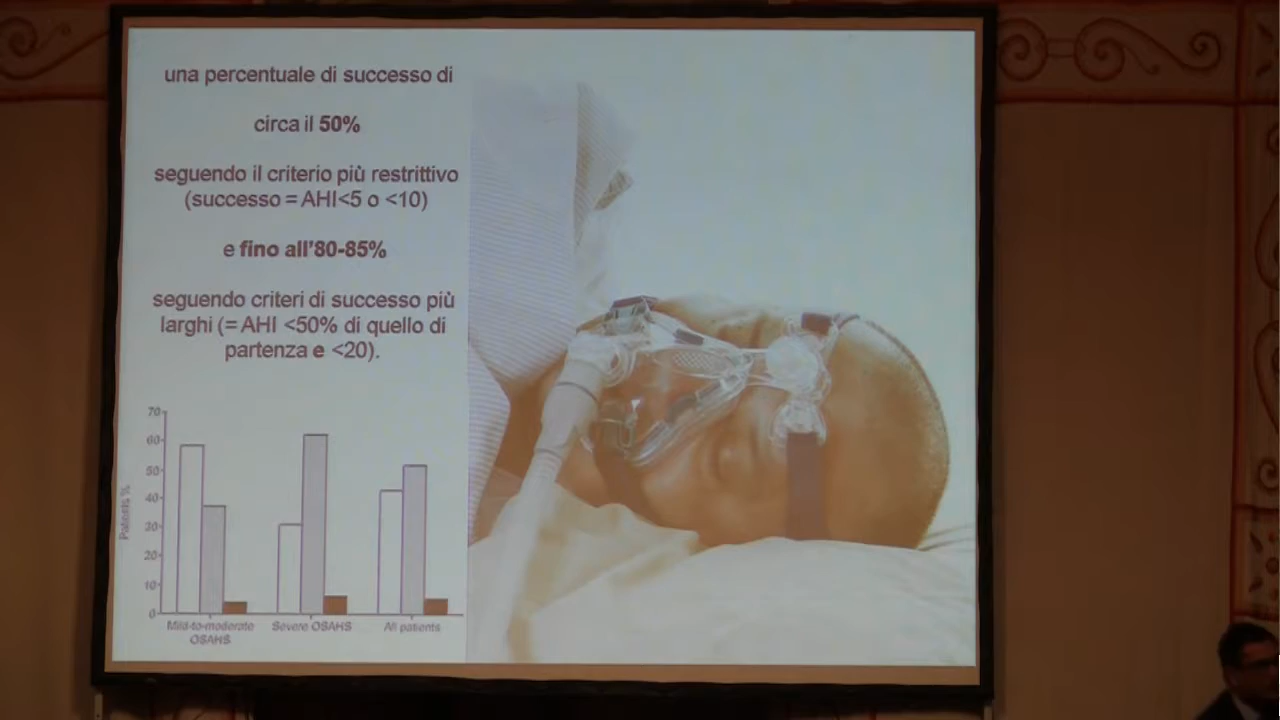 una percentuale di successo di
circa il 50%
seguendo il criterio più restrittivo
(successo = AHI<5 o <10)
e fino all'80-85%
seguendo criteri di successo più
larghi (= AHI <50% di quello di
partenza e <20).
70
60
50
40
30
20
10
0
Patients %
Mild-to-moderate
OSAHS
Severe OSAHS
All patients